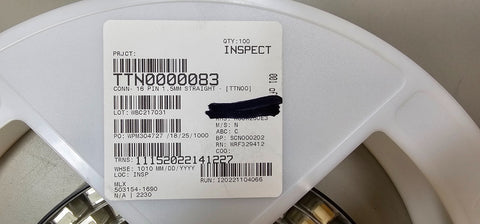 QTY:100
PRJCT:
INSPECT
TTN0000083
CONN- 16 PIN 1.5MM STRAIGHT - [TTN00]
LOT: WBC217031
M/S: N
ABC: C
PO: WPM304727 /18/25/1000
BP: SCN000202
RN: WRF329412
COO:
TRNS: 11152022141227
WHSE: 1010 MM/DD/YYYY
LOC: INSP
RUN: I20221104066
MLX
503154-1690
N/A | 2230